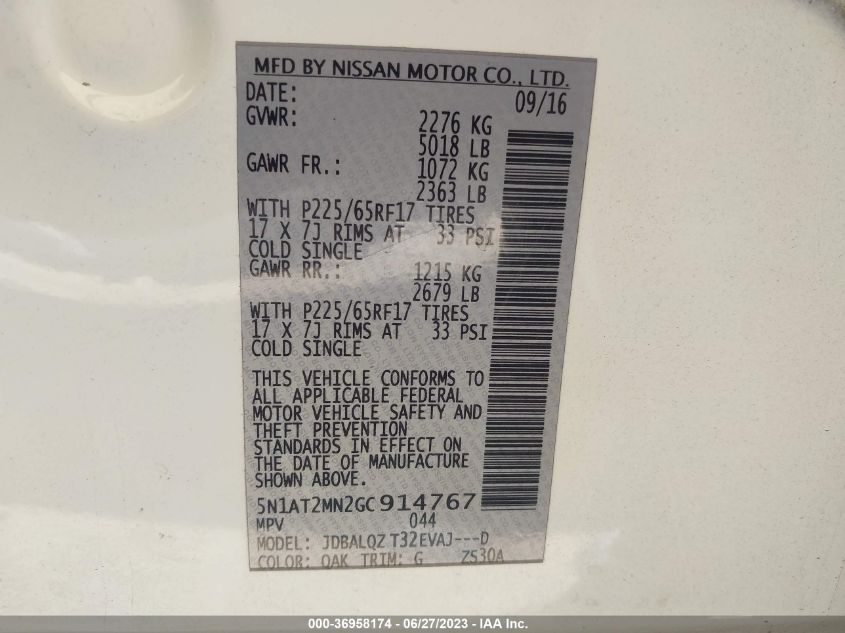 MFD BY NISSAN MOTOR CO., LTD.
DATE: 09/16
GVWR: 2276 KG
5018 LB
GAWR FR.: 1072 KG
2363 LB
WITH P225/65RF17 TIRES
17 X 7J RIMS AT 33 PSI
COLD SINGLE
GAWR RR.: 1215 KG
2679 LB
WITH P225/65RF17 TIRES
17 X 7J RIMS AT 33 PSI
COLD SINGLE
THIS VEHICLE CONFORMS TO
ALL APPLICABLE FEDERAL
MOTOR VEHICLE SAFETY AND
THEFT PREVENTION
STANDARDS IN EFFECT ON
THE DATE OF MANUFACTURE
SHOWN ABOVE.
5N1AT2MN2GC914767
MPV 044
MODEL: JDBALQZ T32EVAJ---D
COLOR: QAK TRIM: G Z530A
000-36958174 / 06/27/2023 - IAA Inc.